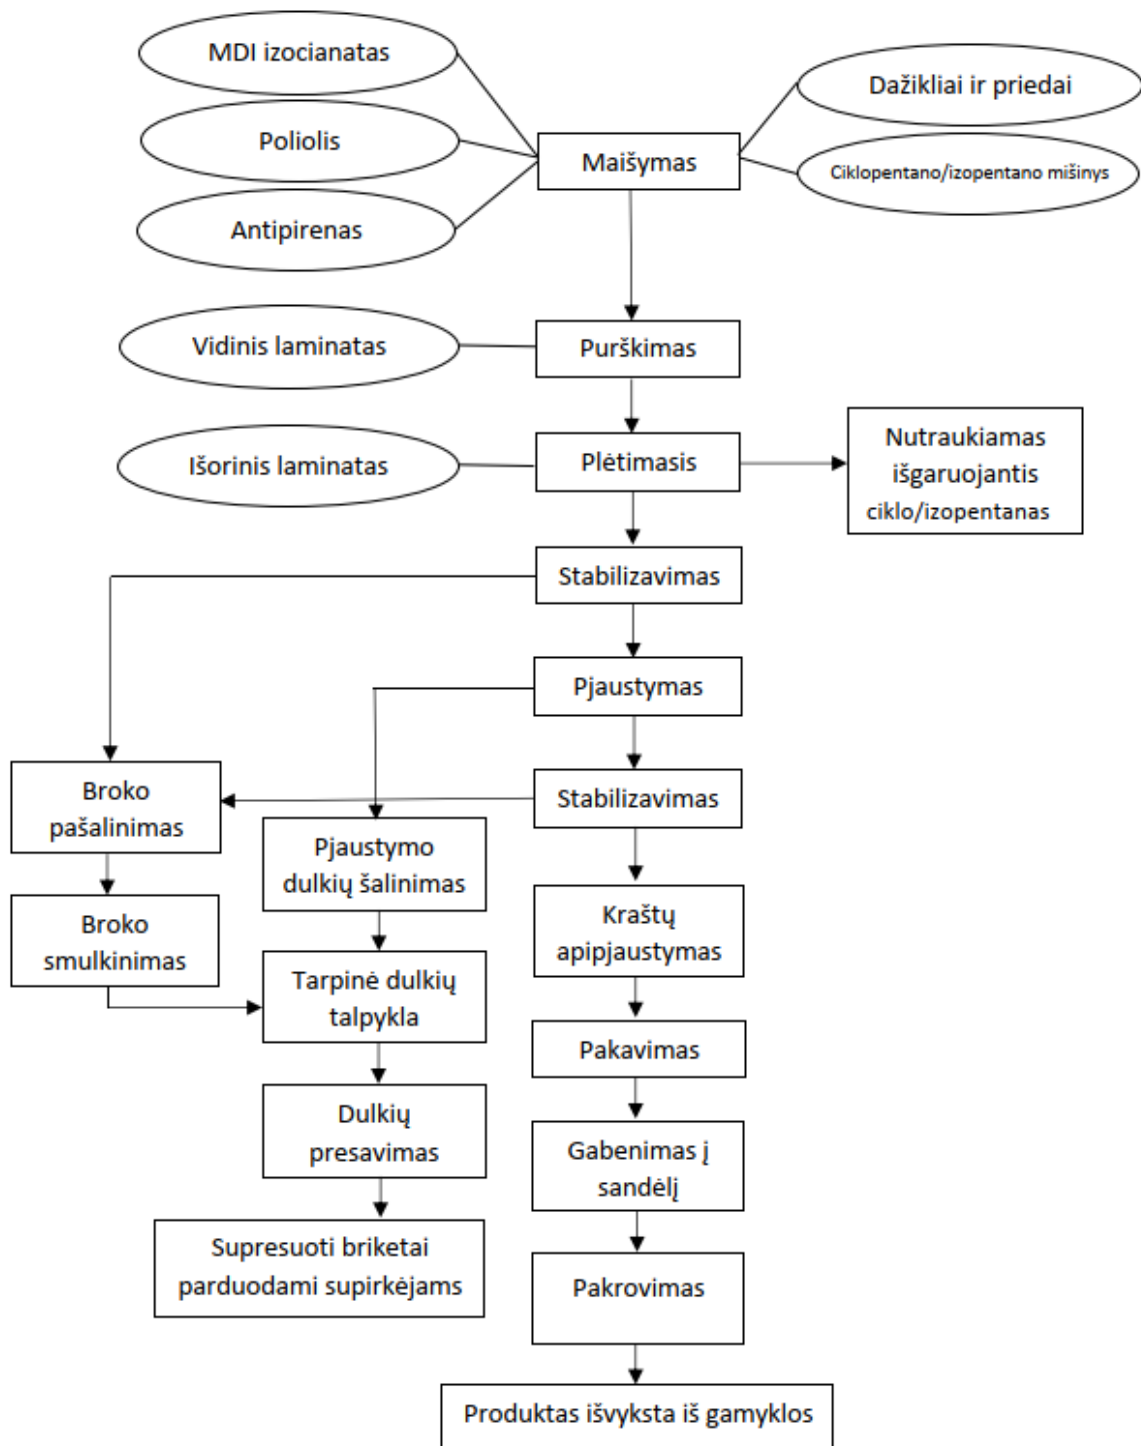 MDI izocianatas
Dažikliai ir priedai
Poliolis
Maišymas
Ciklopentano/izopentano mišinys
Antipirenas
Vidinis laminatas
Purškimas
Išorinis laminatas
Plėtimasis
Nutraukiamas
išgaruojantis
ciklo/izopentanas
Stabilizavimas
Pjaustymas
Broko
pašalinimas
Stabilizavimas
Pjaustymo
dulkių šalinimas
Broko
smulkinimas
Kraštų
apipjaustymas
Tarpinė dulkių
talpykla
Pakavimas
Dulkių
presavimas
Gabenimas į
sandėlį
Supresuoti briketai
parduodami supirkėjams
Pakrovimas
Produktas išvyksta iš gamyklos